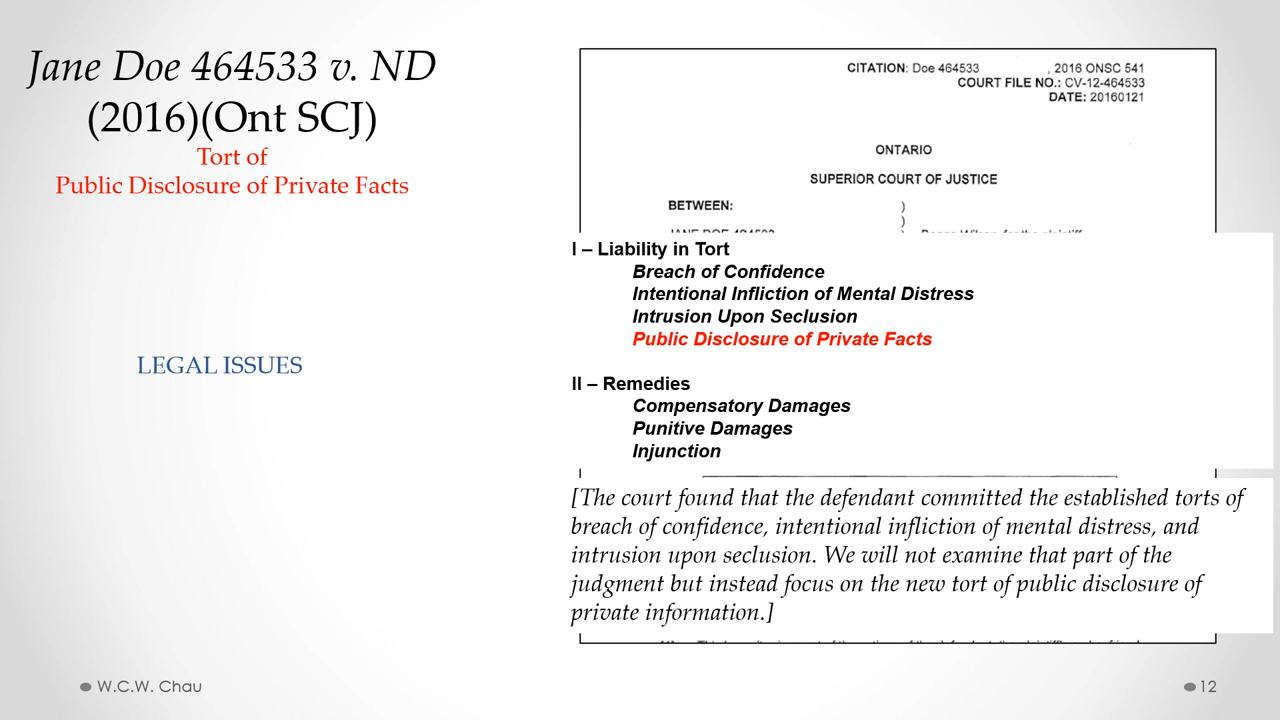 Jane Doe 464533 v. ND
(2016)(Ont SCJ)
Tort of
Public Disclosure of Private Facts
LEGAL ISSUES
CITATION: Doe 464533 , 2016 ONSC 541
COURT FILE NO.: CV-12-464533
DATE: 20160121
ONTARIO
SUPERIOR COURT OF JUSTICE
BETWEEN: )
)
I – Liability in Tort
Breach of Confidence
Intentional Infliction of Mental Distress
Intrusion Upon Seclusion
Public Disclosure of Private Facts
II – Remedies
Compensatory Damages
Punitive Damages
Injunction
[The court found that the defendant committed the established torts of
breach of confidence, intentional infliction of mental distress, and
intrusion upon seclusion. We will not examine that part of the
judgment but instead focus on the new tort of public disclosure of
private information.]
W.C.W. Chau
12